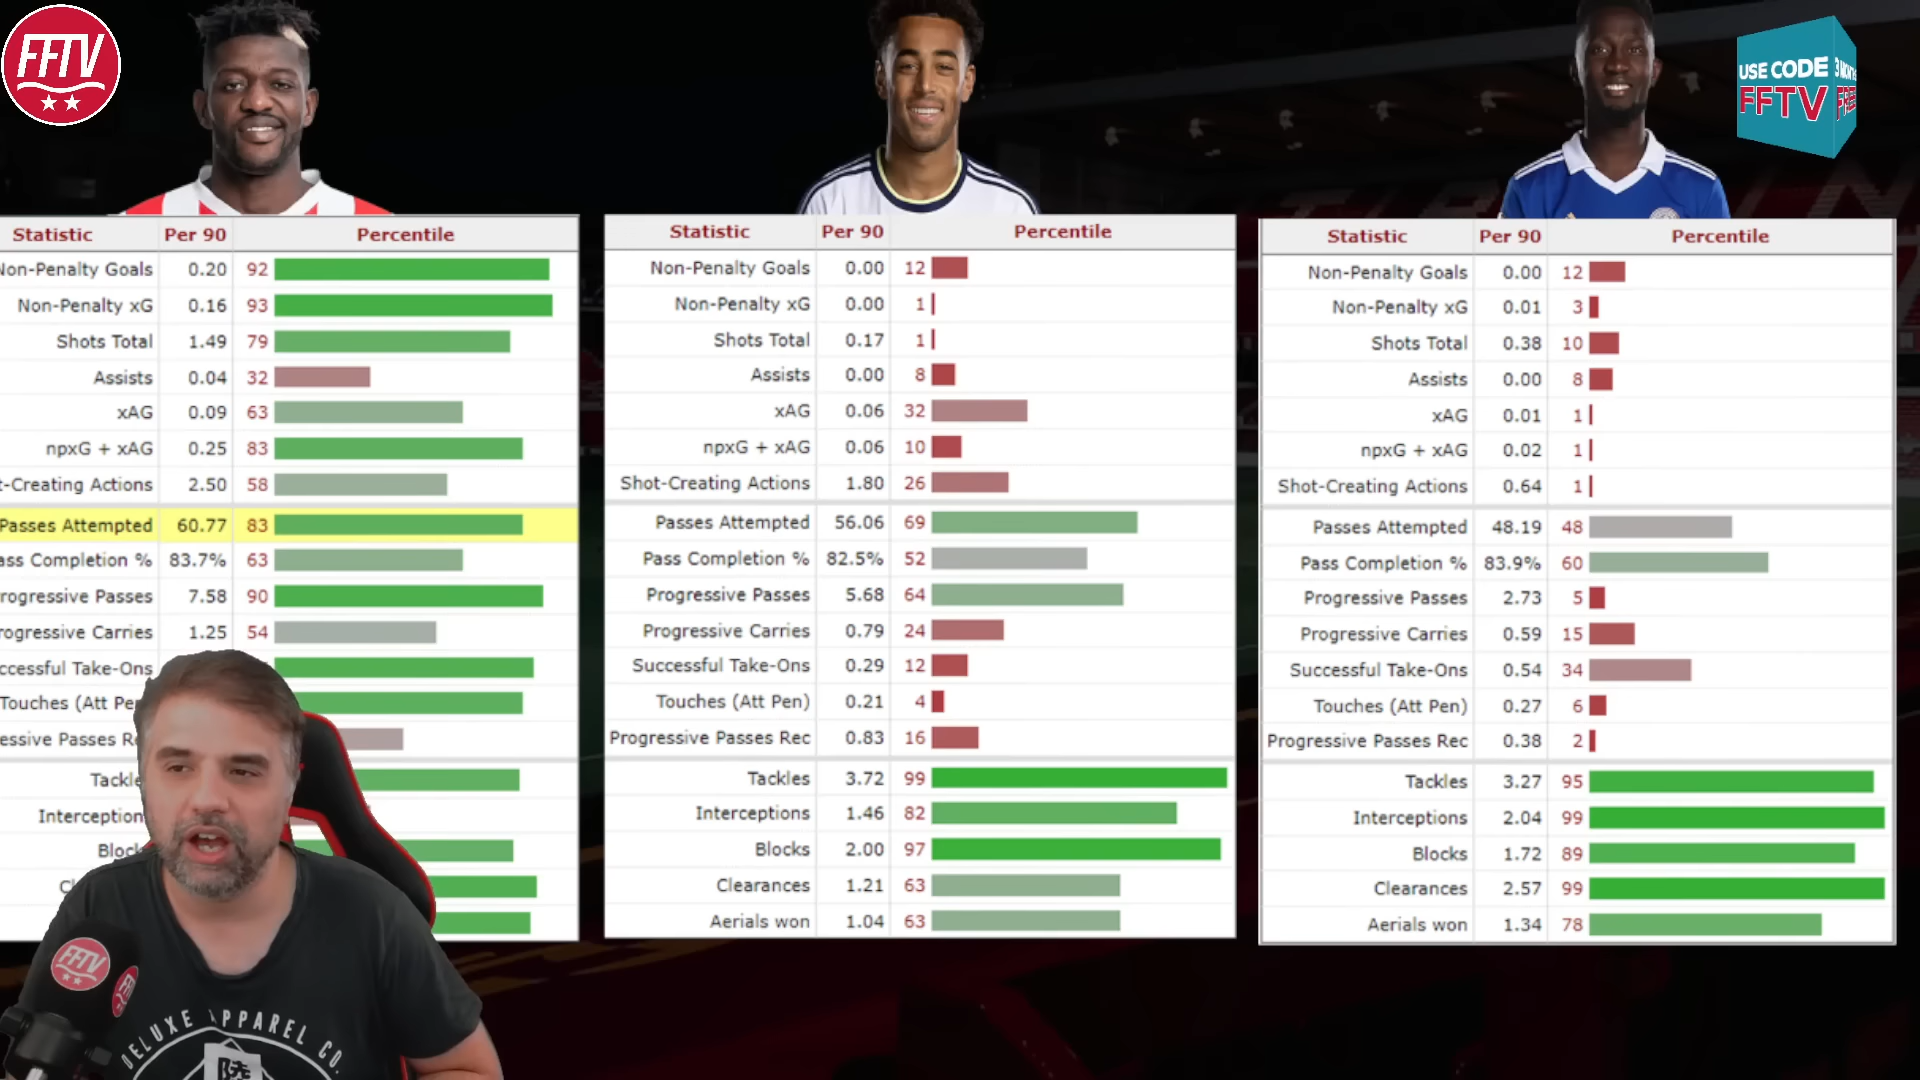 FFTV
USE CODE
FFTV
3 MONTHS
FREE
Statistic Per 90 Percentile
Non-Penalty Goals 0.20 92
Non-Penalty xG 0.16 93
Shots Total 1.49 79
Assists 0.04 32
xAG 0.09 63
npxG + xAG 0.25 83
t-Creating Actions 2.50 58
Passes Attempted 60.77 83
ass Completion % 83.7% 63
rogressive Passes 7.58 90
rogressive Carries 1.25 54
ccessful Take-Ons
Touches (Att Pen
essive Passes R
Tackle
Interception
Block
Cl
Statistic Per 90 Percentile
Non-Penalty Goals 0.00 12
Non-Penalty xG 0.00 1
Shots Total 0.17 1
Assists 0.00 8
xAG 0.06 32
npxG + xAG 0.06 10
Shot-Creating Actions 1.80 26
Passes Attempted 56.06 69
Pass Completion % 82.5% 52
Progressive Passes 5.68 64
Progressive Carries 0.79 24
Successful Take-Ons 0.29 12
Touches (Att Pen) 0.21 4
Progressive Passes Rec 0.83 16
Tackles 3.72 99
Interceptions 1.46 82
Blocks 2.00 97
Clearances 1.21 63
Aerials won 1.04 63
Statistic Per 90 Percentile
Non-Penalty Goals 0.00 12
Non-Penalty xG 0.01 3
Shots Total 0.38 10
Assists 0.00 8
xAG 0.01 1
npxG + xAG 0.02 1
Shot-Creating Actions 0.64 1
Passes Attempted 48.19 48
Pass Completion % 83.9% 60
Progressive Passes 2.73 5
Progressive Carries 0.59 15
Successful Take-Ons 0.54 34
Touches (Att Pen) 0.27 6
Progressive Passes Rec 0.38 2
Tackles 3.27 95
Interceptions 2.04 99
Blocks 1.72 89
Clearances 2.57 99
Aerials won 1.34 78
FFTV
DELUXE APPAREL CO.
陸